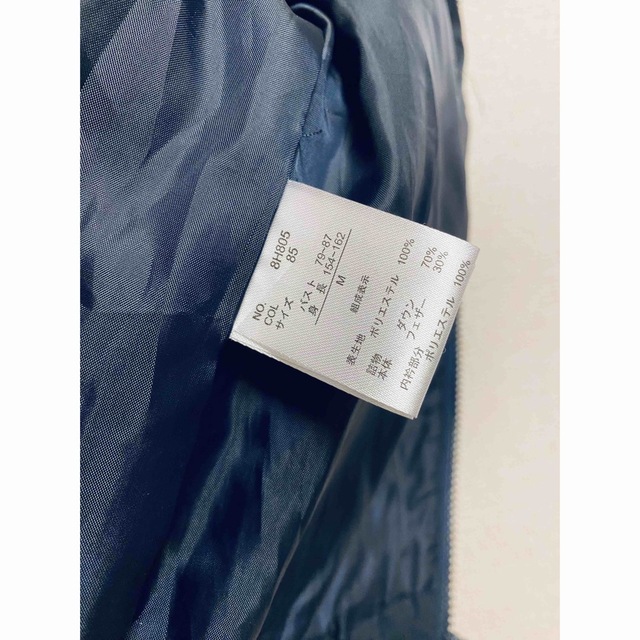 NO. 8H805
COL 85
サイズ
バスト 79~87
身長 154~162
M
組成表示
表生地 ポリエステル 100%
詰物
本体 ダウン 70%
フェザー 30%
内衿部分 ポリエステル 100%